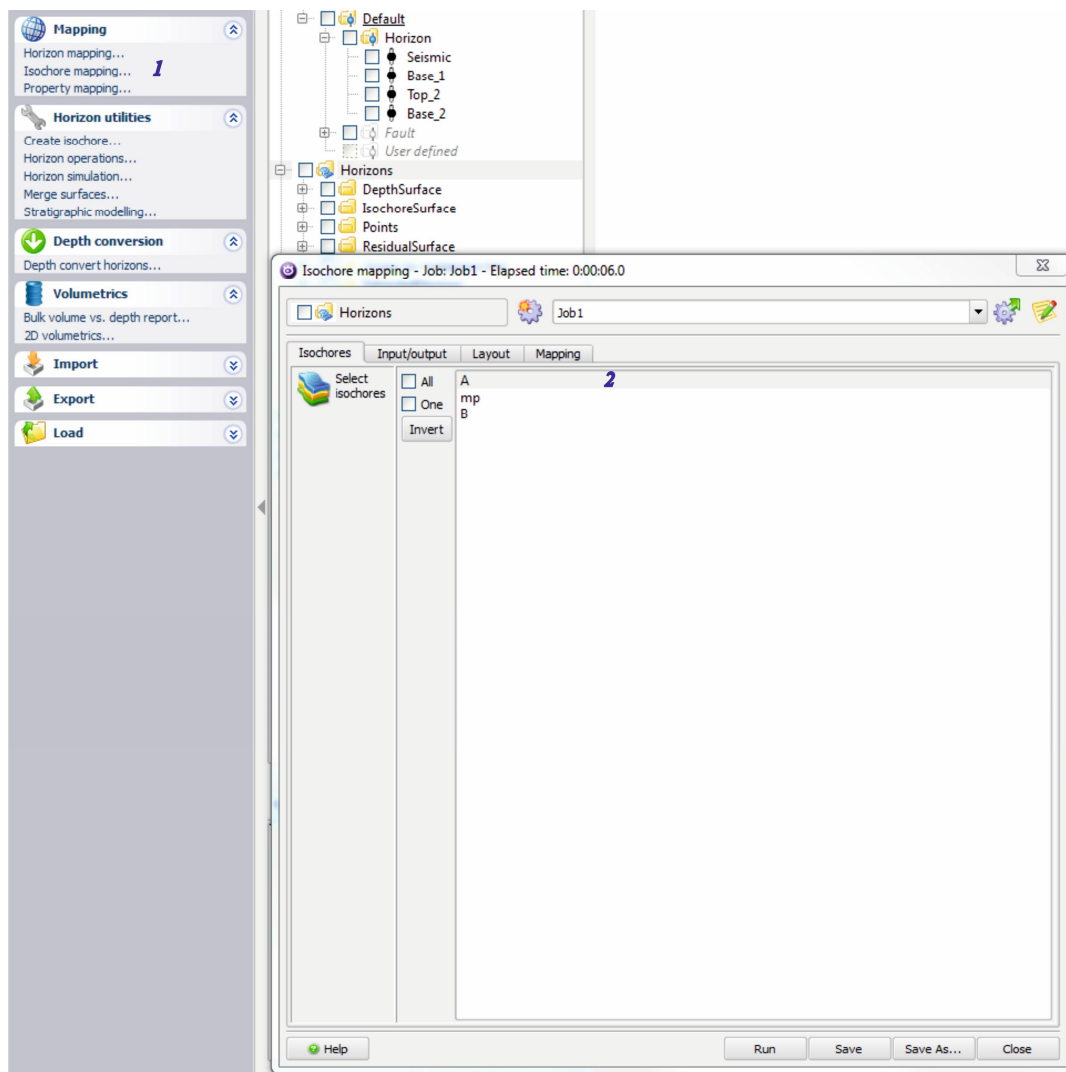 Mapping
Horizon mapping...
Isochore mapping... 1
Property mapping...
Horizon utilities
Create isochore...
Horizon operations...
Horizon simulation...
Merge surfaces...
Stratigraphic modelling...
Depth conversion
Depth convert horizons...
Volumetrics
Bulk volume vs. depth report...
2D volumetrics...
Import
Export
Load
Default
Horizon
Seismic
Base_1
Top_2
Base_2
Fault
User defined
Horizons
DepthSurface
IsochoreSurface
Points
ResidualSurface
Isochore mapping - Job: Job1 - Elapsed time: 0:00:06.0
Horizons Job1
Isochores Input/output Layout Mapping
Select isochores
All
One
Invert
A 2
mp
B
Help Run Save Save As... Close